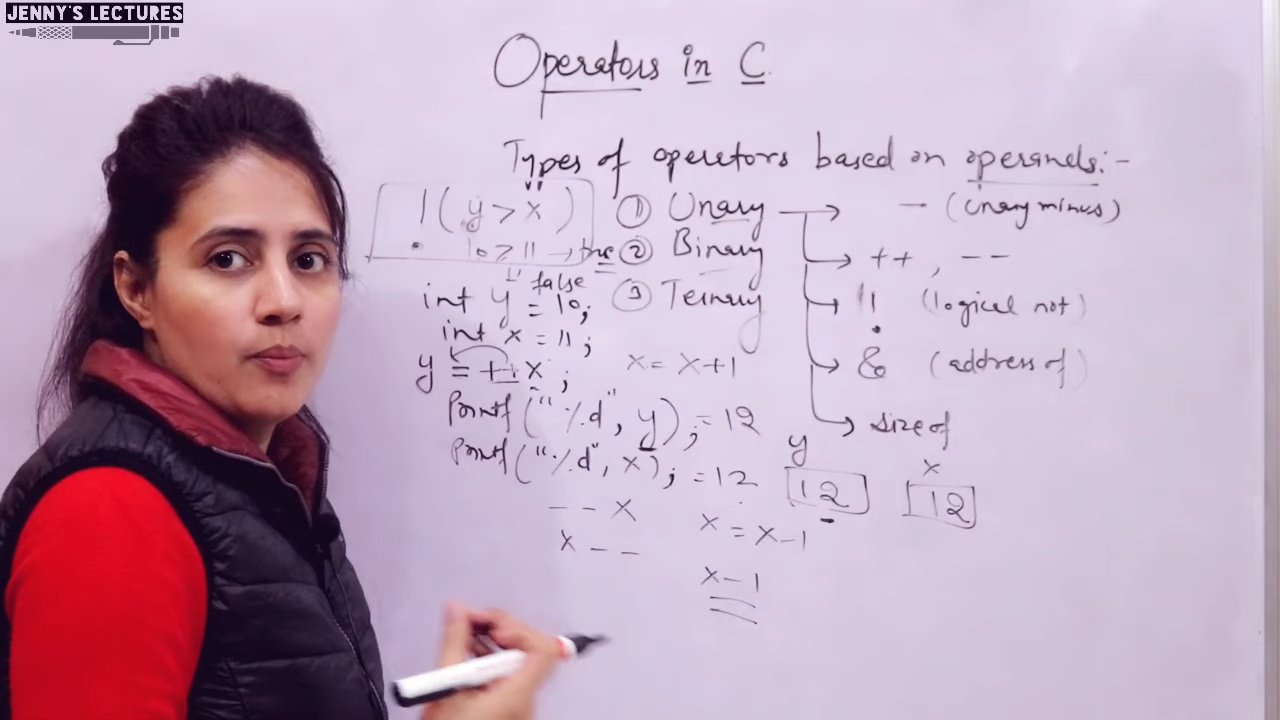 JENNY'S LECTURES
Operators in C
Types of operators based on operands:-
!( y > x )
① Unary → - (unary minus)
10 > 11 → true
② Binary → ++ , --
false
int y = 10;
③ Ternary → ! (logical not)
int x = 11;
y = ++x ;
x = x+1
→ & (address of)
printf("%d", y); = 12
→ size of
printf("%d", x); = 12
y
12
x
12
-- x
x = x-1
x --
x-1